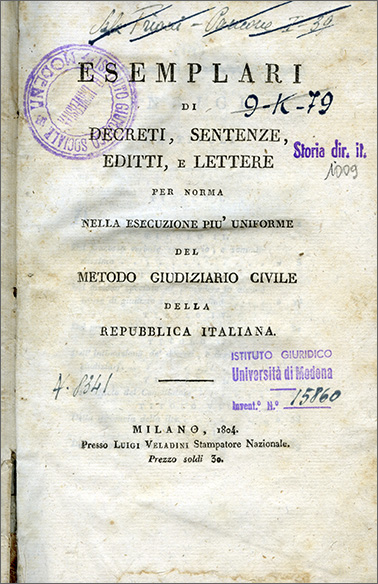 ESEMPLARI
DI
9-K-79
DECRETI, SENTENZE,
EDITTI, E LETTERE
Storia dir. it.
1009
PER NORMA
NELLA ESECUZIONE PIU' UNIFORME
DEL
METODO GIUDIZIARIO CIVILE
DELLA
REPUBBLICA ITALIANA.
ISTITUTO GIURIDICO
Università di Modena
Invent.º N.º 15860
A. 8341
MILANO, 1804.
Presso LUIGI VELADINI Stampatore Nazionale.
Prezzo soldi 30.